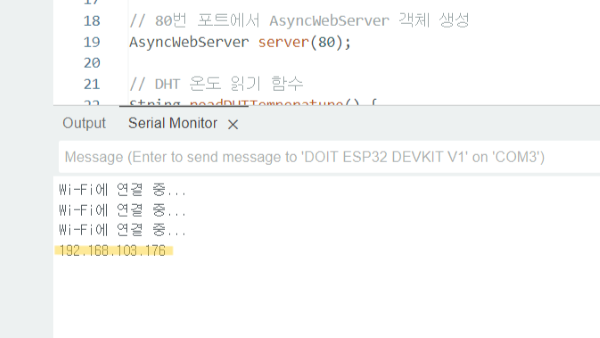 18 // 80번 포트에서 AsyncWebServer 객체 생성
19 AsyncWebServer server(80);
20
21 // DHT 온도 읽기 함수
22 String readDHTTemperature() {
Output Serial Monitor ×
Message (Enter to send message to 'DOIT ESP32 DEVKIT V1' on 'COM3')
Wi-Fi에 연결 중...
Wi-Fi에 연결 중...
Wi-Fi에 연결 중...
192.168.103.176